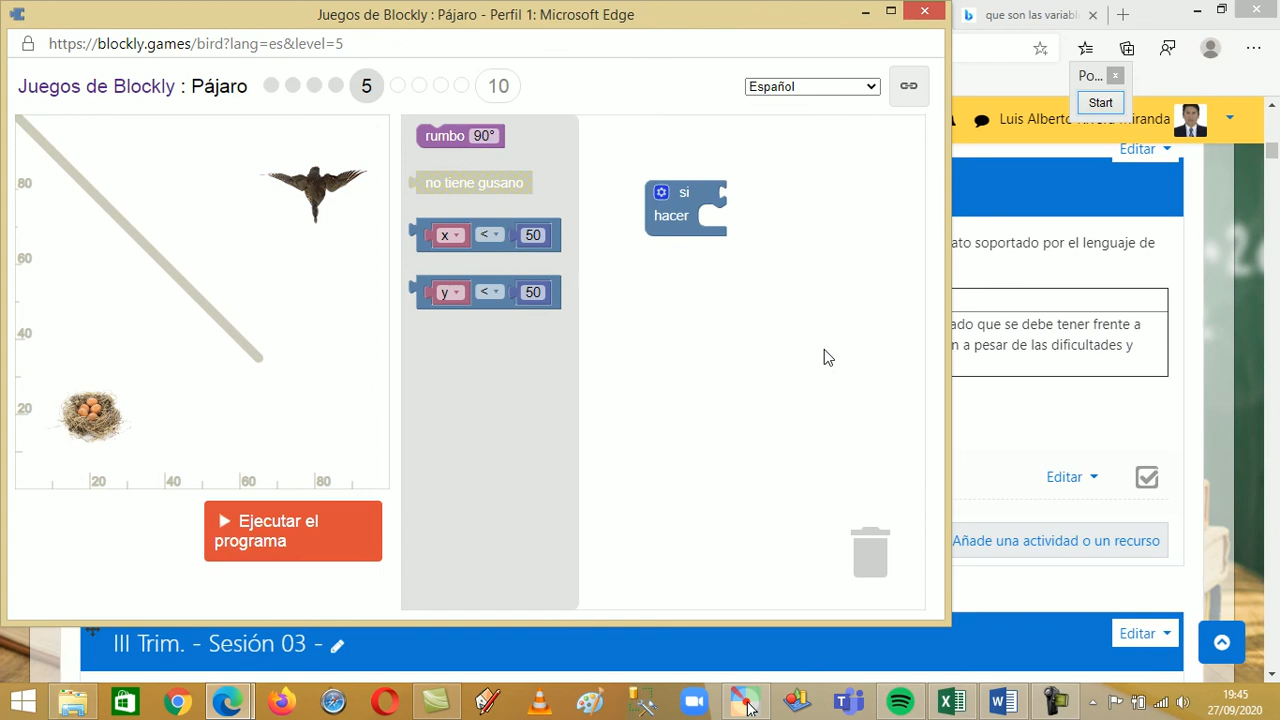 Juegos de Blockly : Pájaro - Perfil 1: Microsoft Edge
https://blockly.games/bird?lang=es&level=5
Juegos de Blockly : Pájaro
5
10
Español
80
60
40
20
20
40
60
80
Ejecutar el
programa
rumbo 90°
no tiene gusano
x < 50
y < 50
si
hacer
que son las variabl
Po...
Start
Luis Alberto Rivera Miranda
Editar
ato soportado por el lenguaje de
ado que se debe tener frente a
m a pesar de las dificultades y
Editar
Añade una actividad o un recurso
III Trim. - Sesión 03 -
Editar
19:45
27/09/2020